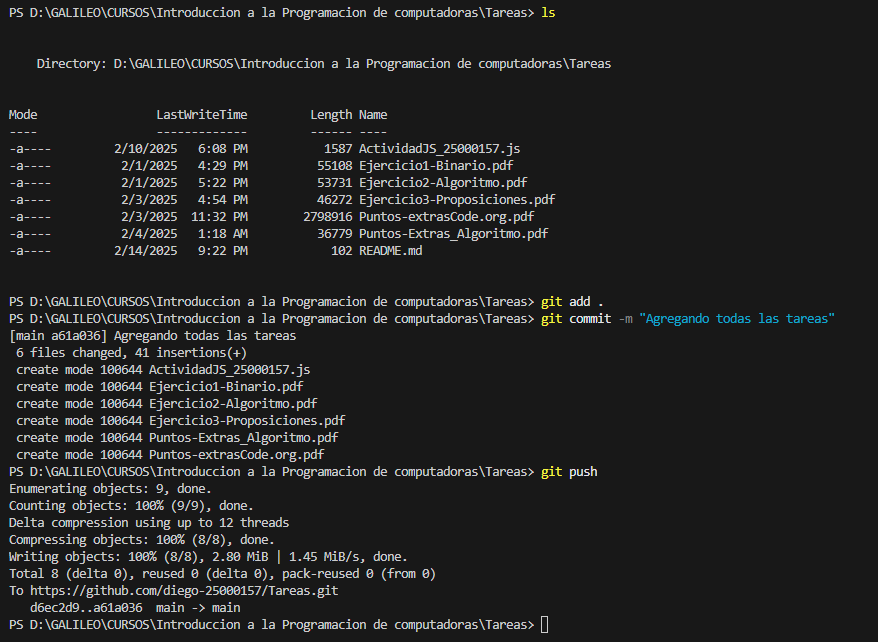 PS D:\GALILEO\CURSOS\Introduccion a la Programacion de computadoras\Tareas> ls
Directory: D:\GALILEO\CURSOS\Introduccion a la Programacion de computadoras\Tareas
Mode                 LastWriteTime         Length Name
----                 -------------         ------ ----
-a----         2/10/2025   6:08 PM           1587 ActividadJS_25000157.js
-a----          2/1/2025   4:29 PM          55108 Ejercicio1-Binario.pdf
-a----          2/1/2025   5:22 PM          53731 Ejercicio2-Algoritmo.pdf
-a----          2/3/2025   4:54 PM          46272 Ejercicio3-Proposiciones.pdf
-a----          2/3/2025  11:32 PM        2798916 Puntos-extrasCode.org.pdf
-a----          2/4/2025   1:18 AM          36779 Puntos-Extras_Algoritmo.pdf
-a----         2/14/2025   9:22 PM            102 README.md
PS D:\GALILEO\CURSOS\Introduccion a la Programacion de computadoras\Tareas> git add .
PS D:\GALILEO\CURSOS\Introduccion a la Programacion de computadoras\Tareas> git commit -m "Agregando todas las tareas"
[main a61a036] Agregando todas las tareas
 6 files changed, 41 insertions(+)
 create mode 100644 ActividadJS_25000157.js
 create mode 100644 Ejercicio1-Binario.pdf
 create mode 100644 Ejercicio2-Algoritmo.pdf
 create mode 100644 Ejercicio3-Proposiciones.pdf
 create mode 100644 Puntos-Extras_Algoritmo.pdf
 create mode 100644 Puntos-extrasCode.org.pdf
PS D:\GALILEO\CURSOS\Introduccion a la Programacion de computadoras\Tareas> git push
Enumerating objects: 9, done.
Counting objects: 100% (9/9), done.
Delta compression using up to 12 threads
Compressing objects: 100% (8/8), done.
Writing objects: 100% (8/8), 2.80 MiB | 1.45 MiB/s, done.
Total 8 (delta 0), reused 0 (delta 0), pack-reused 0 (from 0)
To https://github.com/diego-25000157/Tareas.git
   d6ec2d9..a61a036  main -> main
PS D:\GALILEO\CURSOS\Introduccion a la Programacion de computadoras\Tareas>